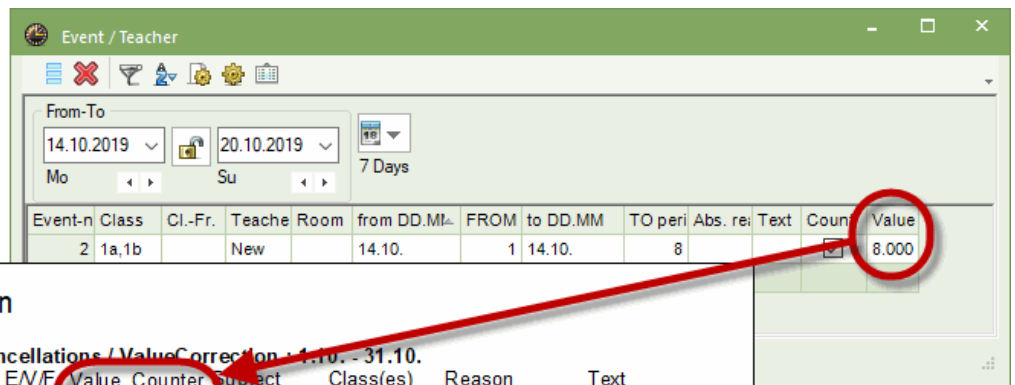 Event / Teacher
From-To
14.10.2019 20.10.2019 18
7 Days
Mo Su
Event-n Class Cl.-Fr. Teache Room from DD.MM FROM to DD.MM TO peri Abs. rea Text Coun Value
2 1a,1b New 14.10. 1 14.10. 8 8.000
n
ncellations / ValueCorrection : 1.10. - 31.10.
E/V/F Value Counter Subject Class(es) Reason Text